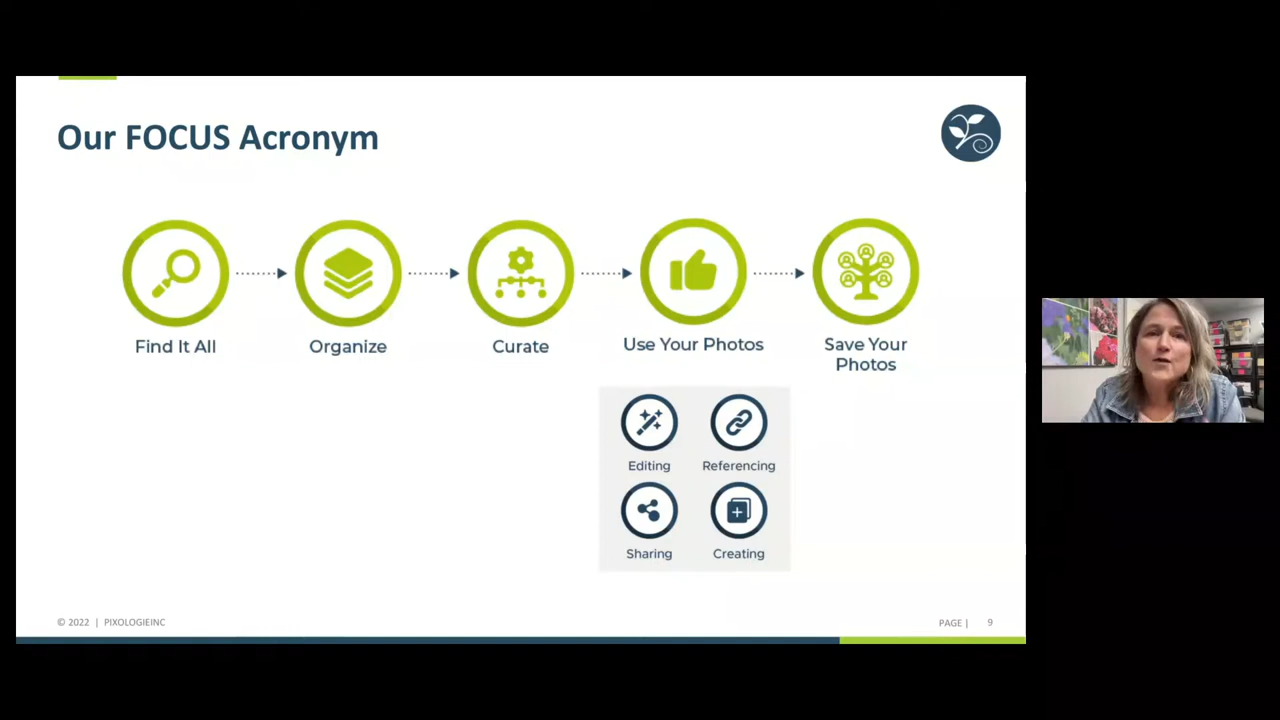 Our FOCUS Acronym
Find It All
Organize
Curate
Use Your Photos
Save Your
Photos
Editing
Referencing
Sharing
Creating
© 2022 | PIXOLOGIEINC
PAGE | 9